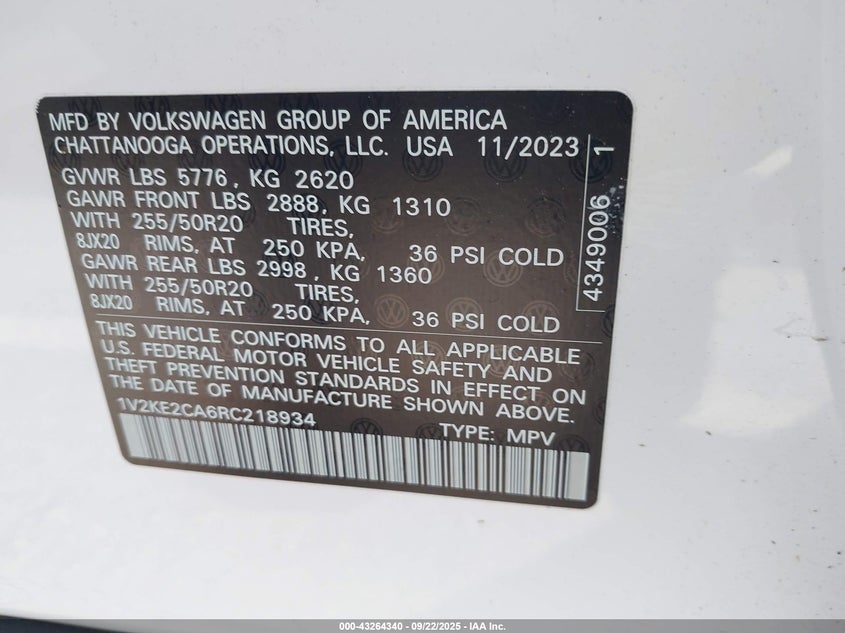 MFD BY VOLKSWAGEN GROUP OF AMERICA
CHATTANOOGA OPERATIONS, LLC. USA 11/2023
GVWR LBS 5776, KG 2620
GAWR FRONT LBS 2888, KG 1310
WITH 255/50R20 TIRES,
8JX20 RIMS, AT 250 KPA, 36 PSI COLD
GAWR REAR LBS 2998, KG 1360
WITH 255/50R20 TIRES,
8JX20 RIMS, AT 250 KPA, 36 PSI COLD
4349006 1
THIS VEHICLE CONFORMS TO ALL APPLICABLE
U.S. FEDERAL MOTOR VEHICLE SAFETY AND
THEFT PREVENTION STANDARDS IN EFFECT ON
THE DATE OF MANUFACTURE SHOWN ABOVE.
1V2KE2CA6RC218934 TYPE: MPV
000-43264340 - 09/22/2025 - IAA Inc.